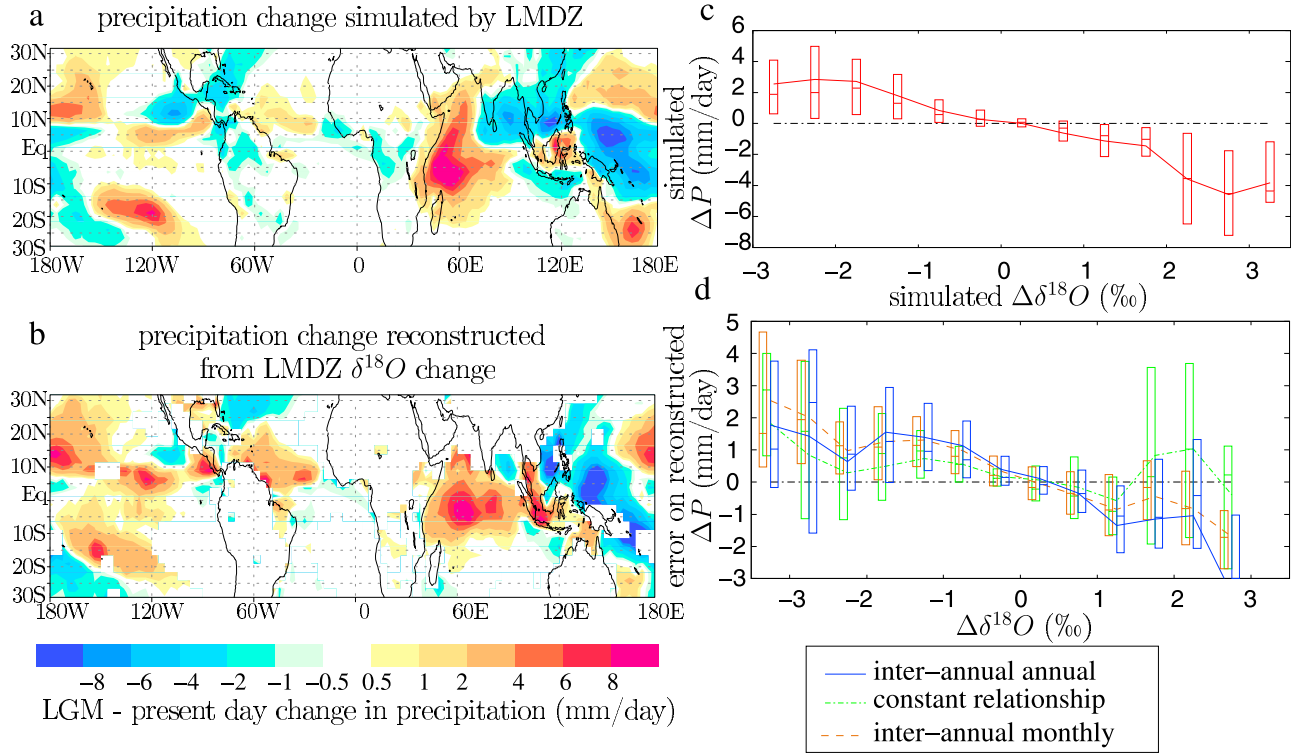 a
precipitation change simulated by LMDZ
30N
20N
10N
Eq
10S
20S
30S
180W 120W 60W 0 60E 120E 180E
b
precipitation change reconstructed
from LMDZ δ¹⁸O change
30N
20N
10N
Eq
10S
20S
30S
180W 120W 60W 0 60E 120E 180E
−8 −6 −4 −2 −1 −0.5 0.5 1 2 4 6 8
LGM - present day change in precipitation (mm/day)
c
simulated
ΔP (mm/day)
6
4
2
0
−2
−4
−6
−8
−3 −2 −1 0 1 2 3
simulated Δδ¹⁸O (‰)
d
error on reconstructed
ΔP (mm/day)
5
4
3
2
1
0
−1
−2
−3
−3 −2 −1 0 1 2 3
Δδ¹⁸O (‰)
inter−annual annual
constant relationship
inter−annual monthly